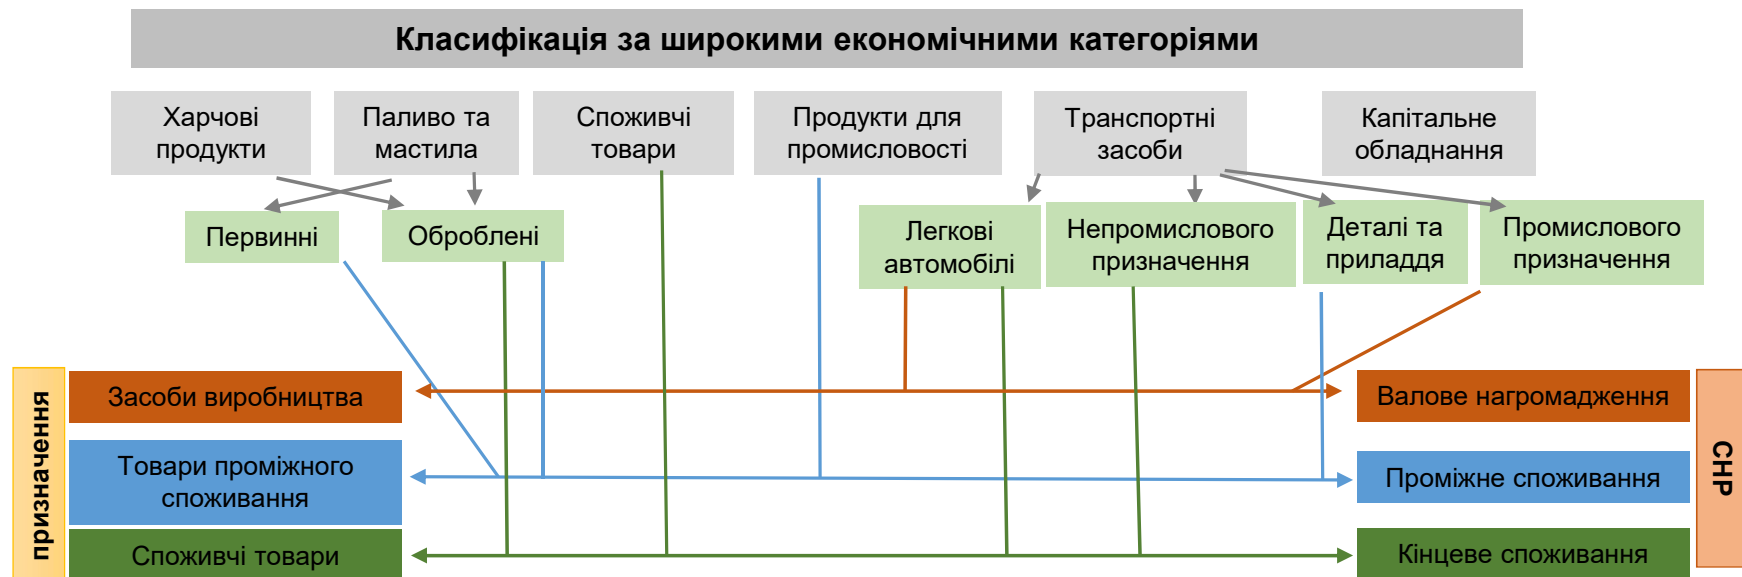 Класифікація за широкими економічними категоріями
Харчові
продукти
Паливо та
мастила
Споживчі
товари
Продукти для
промисловості
Транспортні
засоби
Капітальне
обладнання
Первинні
Оброблені
Легкові
автомобілі
Непромислового
призначення
Деталі та
приладдя
Промислового
призначення
призначення
Засоби виробництва
Валове нагромадження
Товари проміжного
споживання
Проміжне споживання
Споживчі товари
Кінцеве споживання
СНР